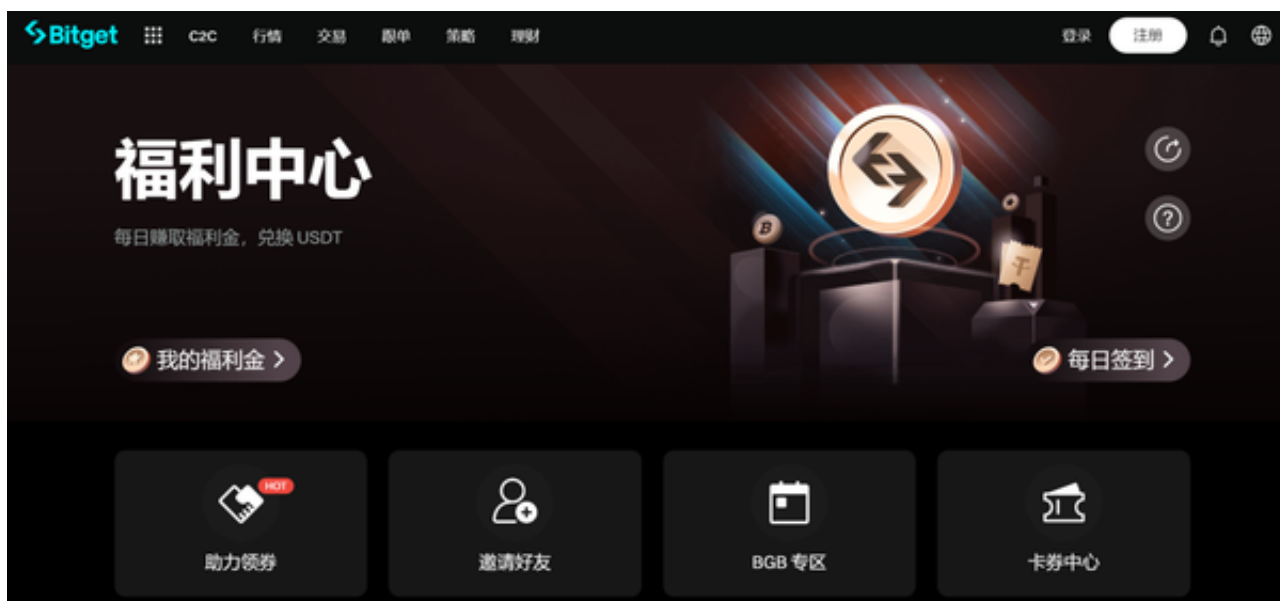 Bitget C2C 行情 交易 跟单 策略 理财 登录 注册
福利中心
每日赚取福利金，兑换 USDT
我的福利金 每日签到
HOT
助力领券 邀请好友 BGB 专区 卡券中心